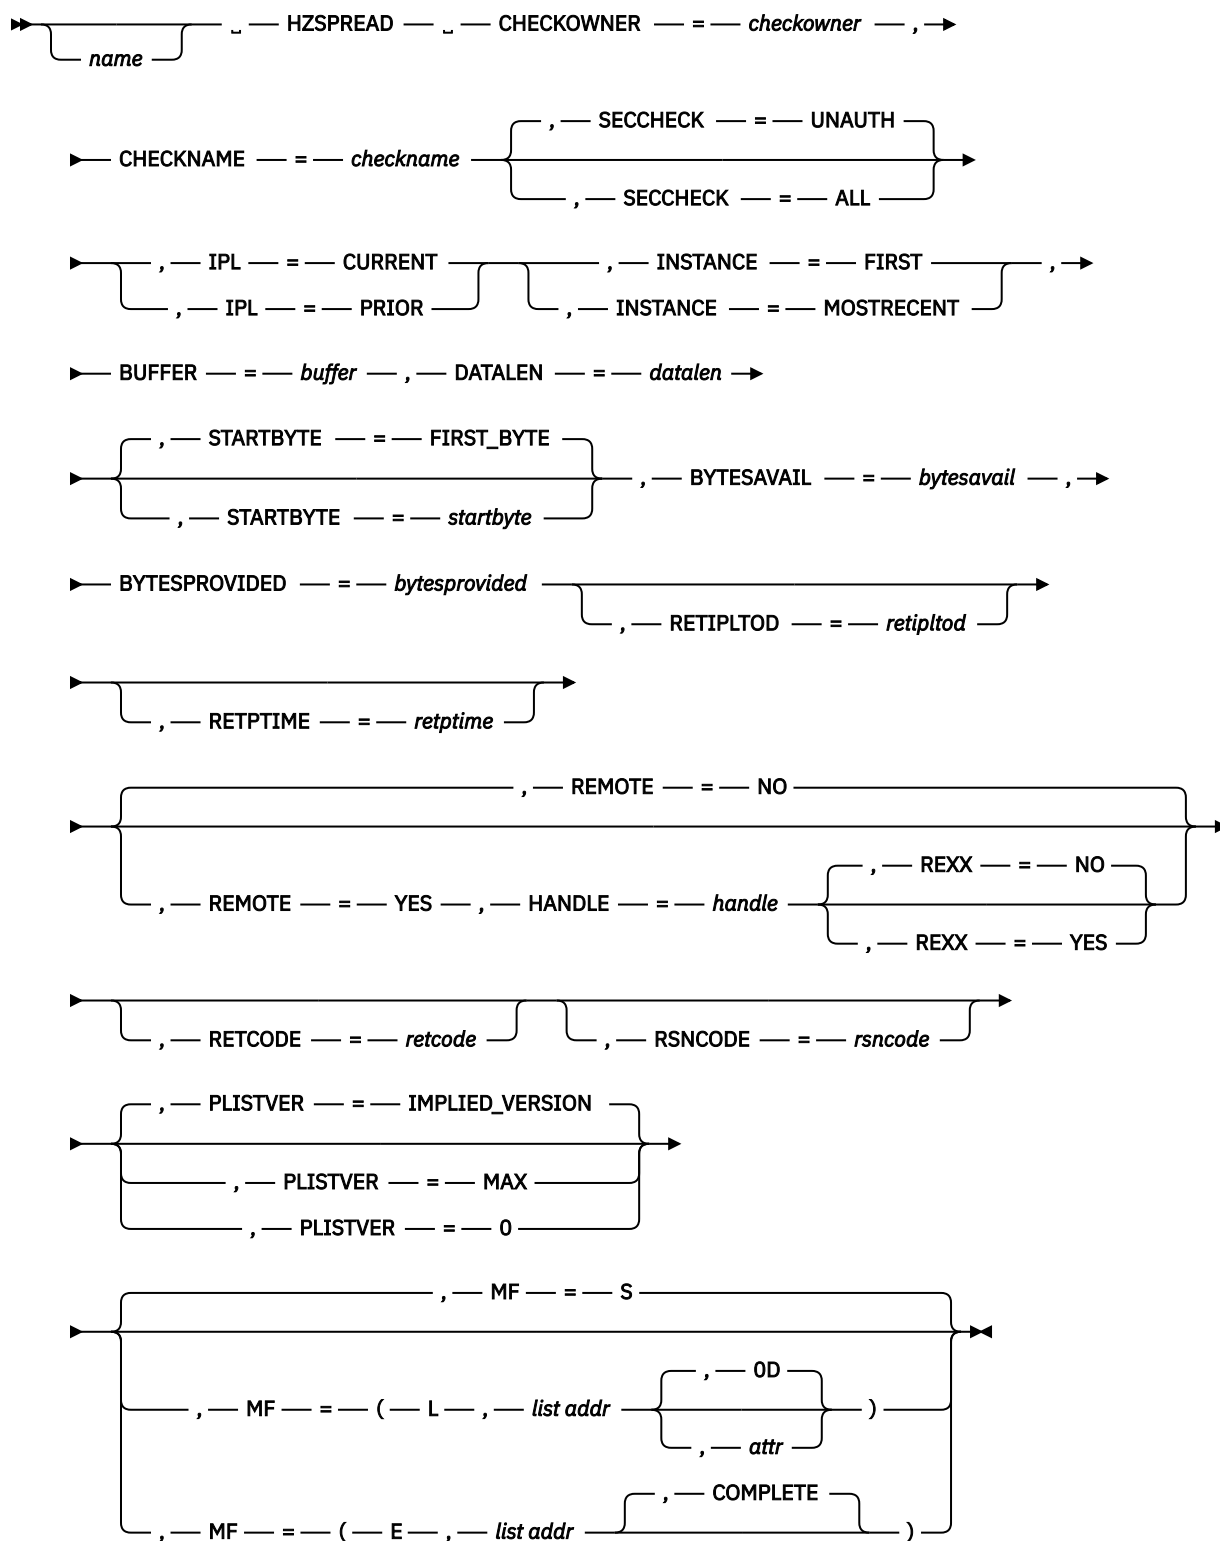 ␣ HZSPREAD ␣ CHECKOWNER = checkowner ,
name
, SECCHECK = UNAUTH
CHECKNAME = checkname
, SECCHECK = ALL
, IPL = CURRENT , INSTANCE = FIRST ,
, IPL = PRIOR , INSTANCE = MOSTRECENT
BUFFER = buffer , DATALEN = datalen
, STARTBYTE = FIRST_BYTE
, BYTESAVAIL = bytesavail ,
, STARTBYTE = startbyte
BYTESPROVIDED = bytesprovided
, RETIPLTOD = retipltod
, RETPTIME = retptime
, REMOTE = NO
, REXX = NO
, REMOTE = YES , HANDLE = handle
, REXX = YES
, RETCODE = retcode , RSNCODE = rsncode
, PLISTVER = IMPLIED_VERSION
, PLISTVER = MAX
, PLISTVER = 0
, MF = S
, 0D
, MF = ( L , list addr )
, attr
, COMPLETE
, MF = ( E , list addr )